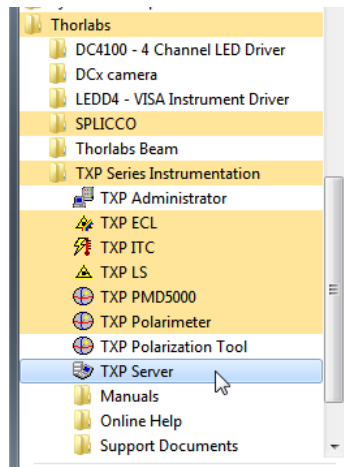 Thorlabs
DC4100 - 4 Channel LED Driver
DCx camera
LEDD4 - VISA Instrument Driver
SPLICCO
Thorlabs Beam
TXP Series Instrumentation
TXP Administrator
TXP ECL
TXP ITC
TXP LS
TXP PMD5000
TXP Polarimeter
TXP Polarization Tool
TXP Server
Manuals
Online Help
Support Documents